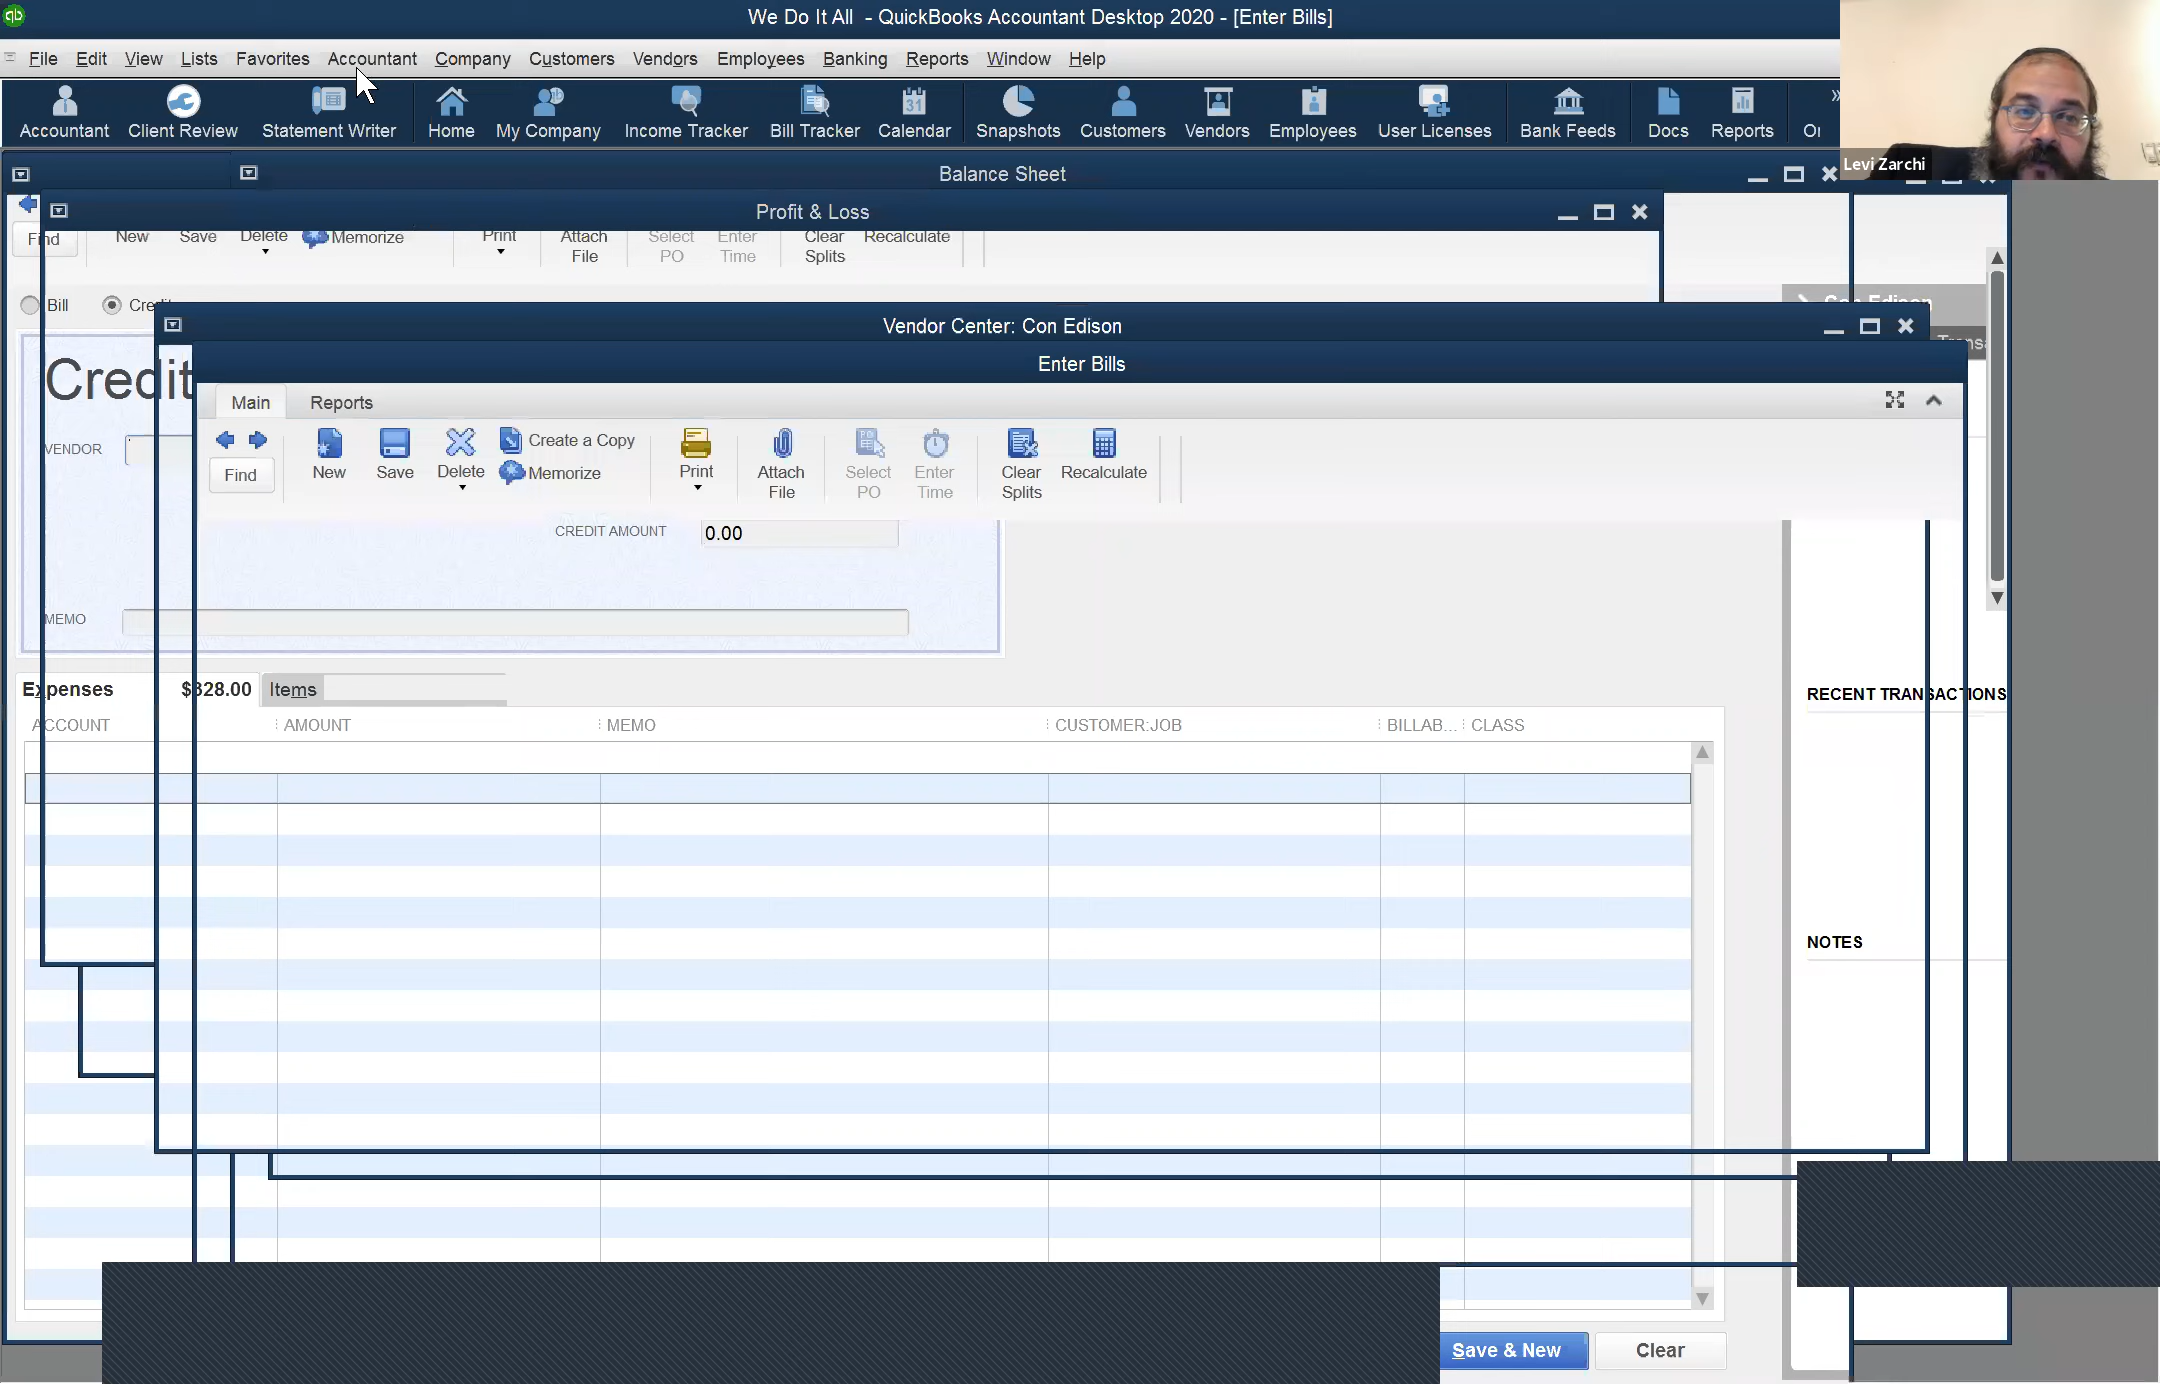 We Do It All - QuickBooks Accountant Desktop 2020 - [Enter Bills]
File Edit View Lists Favorites Accountant Company Customers Vendors Employees Banking Reports Window Help
Accountant Client Review Statement Writer Home My Company Income Tracker Bill Tracker Calendar Snapshots Customers Vendors Employees User Licenses Bank Feeds Docs Reports
Levi Zarchi
Balance Sheet
Profit & Loss
Find New Save Delete Memorize Print Attach File Select PO Enter Time Clear Splits Recalculate
Bill
Con Edison
Vendor Center: Con Edison
Enter Bills
Credit
Main Reports
VENDOR
Find New Save Delete Create a Copy Memorize Print Attach File Select PO Enter Time Clear Splits Recalculate
CREDIT AMOUNT 0.00
MEMO
Expenses $328.00 Items
RECENT TRANSACTIONS
ACCOUNT AMOUNT MEMO CUSTOMER:JOB BILLAB... CLASS
NOTES
Save & New Clear